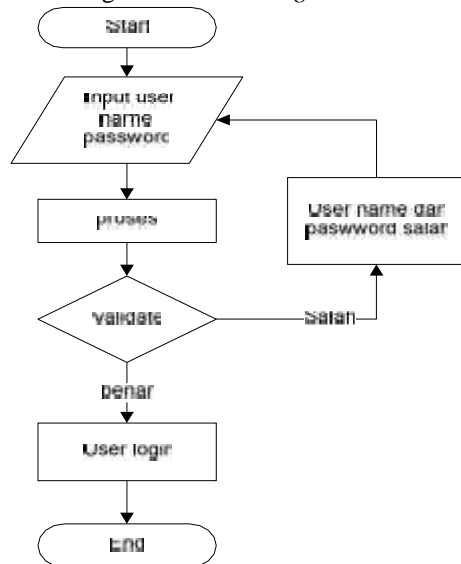 Start
Input user
name
password
proses
User name dan
paswword salah
Validate
Salah
benar
User login
End